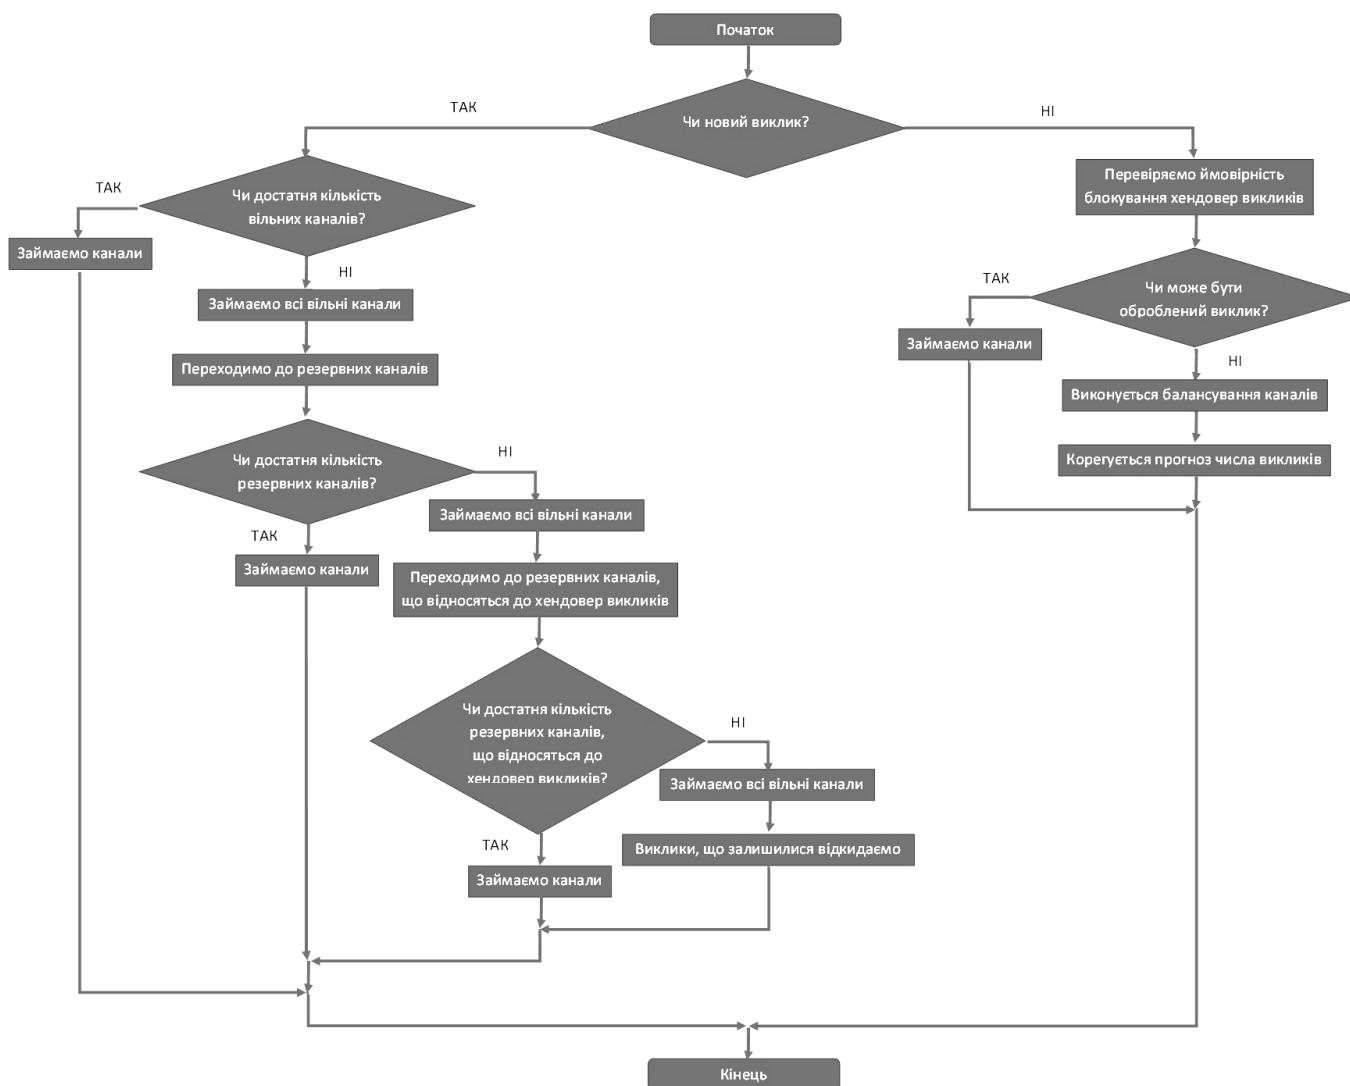 Початок
Чи новий виклик?
ТАК
НІ
Чи достатня кількість
вільних каналів?
ТАК
Займаємо канали
НІ
Займаємо всі вільні канали
Переходимо до резервних каналів
Чи достатня кількість
резервних каналів?
НІ
ТАК
Займаємо канали
Займаємо всі вільні канали
Переходимо до резервних каналів,
що відносяться до хендовер викликів
Чи достатня кількість
резервних каналів,
що відносяться до
хендовер викликів?
НІ
Займаємо всі вільні канали
Виклики, що залишилися відкидаємо
ТАК
Займаємо канали
Перевіряємо ймовірність
блокування хендовер викликів
Чи може бути
оброблений виклик?
ТАК
Займаємо канали
НІ
Виконується балансування каналів
Корегується прогноз числа викликів
Кінець